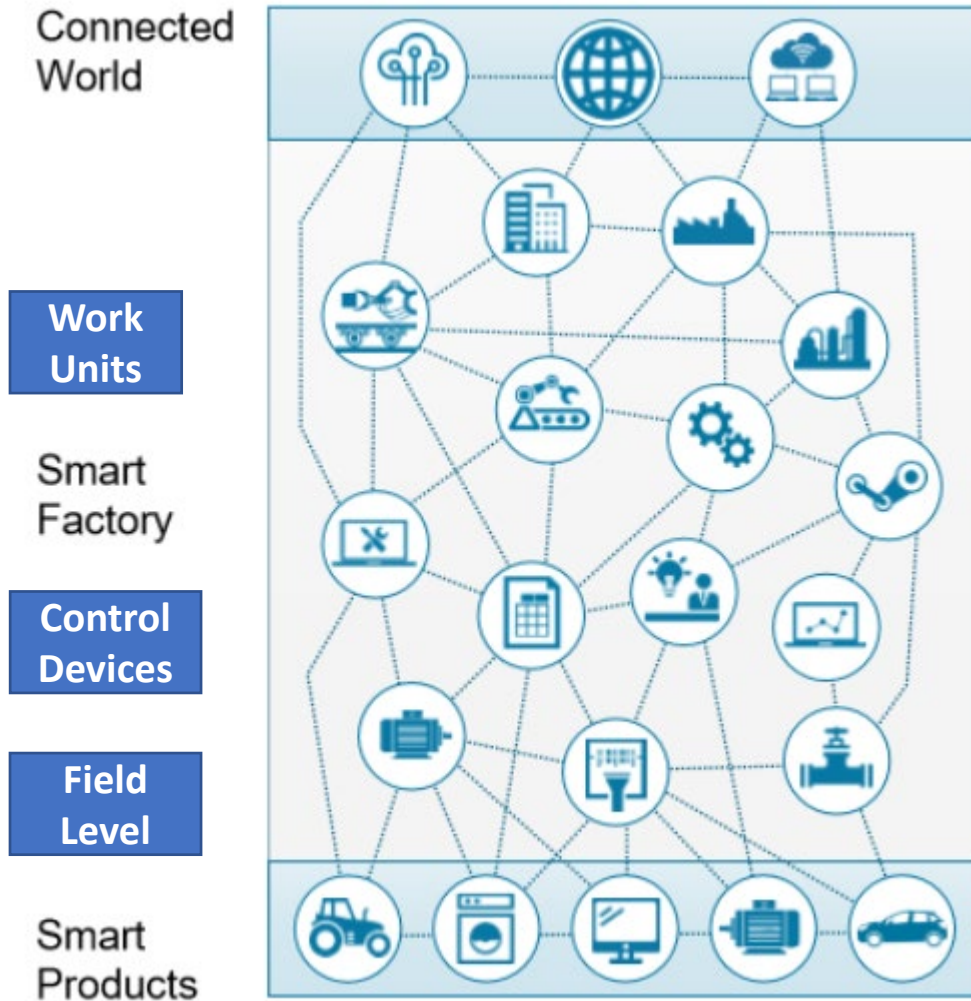 Connected
World
Work
Units
Smart
Factory
Control
Devices
Field
Level
Smart
Products